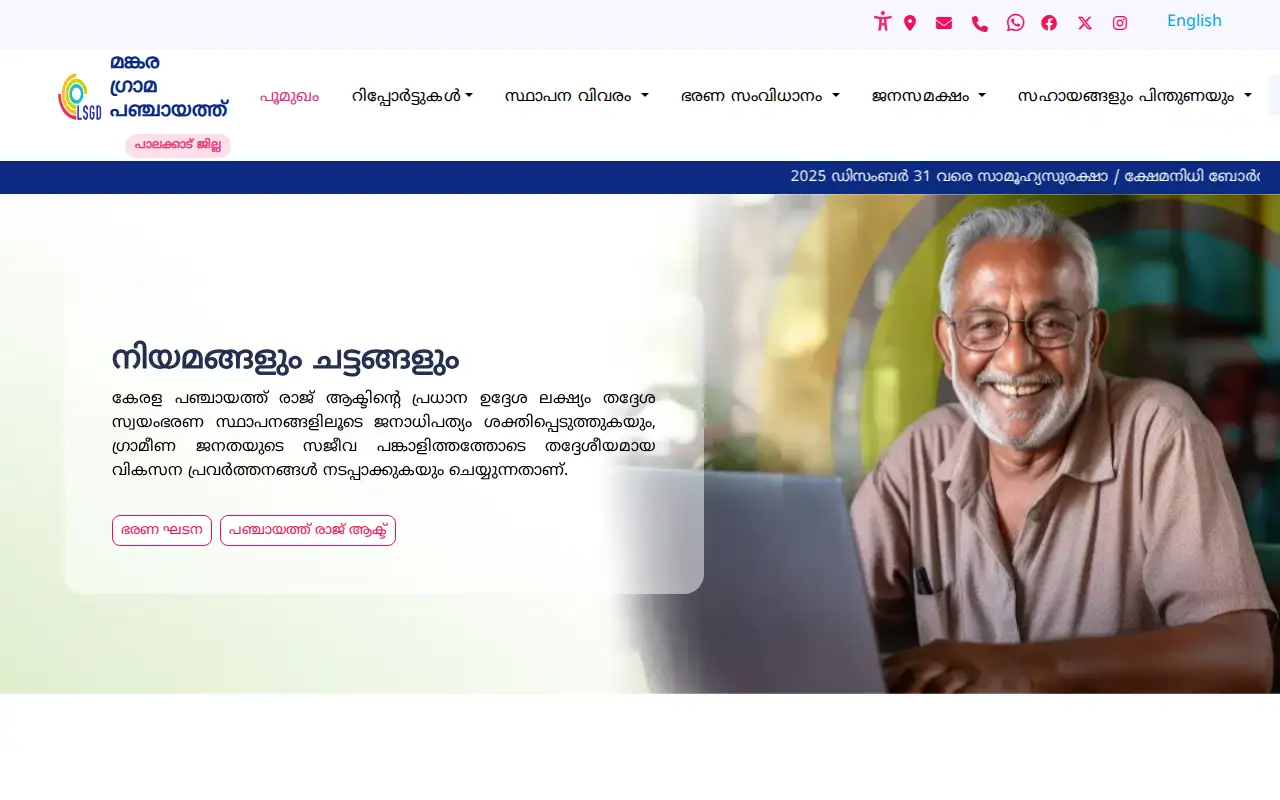 English
മങ്കര
ഗ്രാമ
പഞ്ചായത്ത്
LSGD
പാലക്കാട് ജില്ല
പൂമുഖം
റിപ്പോർട്ടുകൾ
സ്ഥാപന വിവരം
ഭരണ സംവിധാനം
ജനസമക്ഷം
സഹായങ്ങളും പിന്തുണയും
2025 ഡിസംബർ 31 വരെ സാമൂഹ്യസുരക്ഷാ / ക്ഷേമനിധി ബോർഡ
നിയമങ്ങളും ചട്ടങ്ങളും
കേരള പഞ്ചായത്ത് രാജ് ആക്ടിന്റെ പ്രധാന ഉദ്ദേശ ലക്ഷ്യം തദ്ദേശ
സ്വയംഭരണ സ്ഥാപനങ്ങളിലൂടെ ജനാധിപത്യം ശക്തിപ്പെടുത്തുകയും,
ഗ്രാമീണ ജനതയുടെ സജീവ പങ്കാളിത്തത്തോടെ തദ്ദേശീയമായ
വികസന പ്രവർത്തനങ്ങൾ നടപ്പാക്കുകയും ചെയ്യുന്നതാണ്.
ഭരണ ഘടന
പഞ്ചായത്ത് രാജ് ആക്ട്